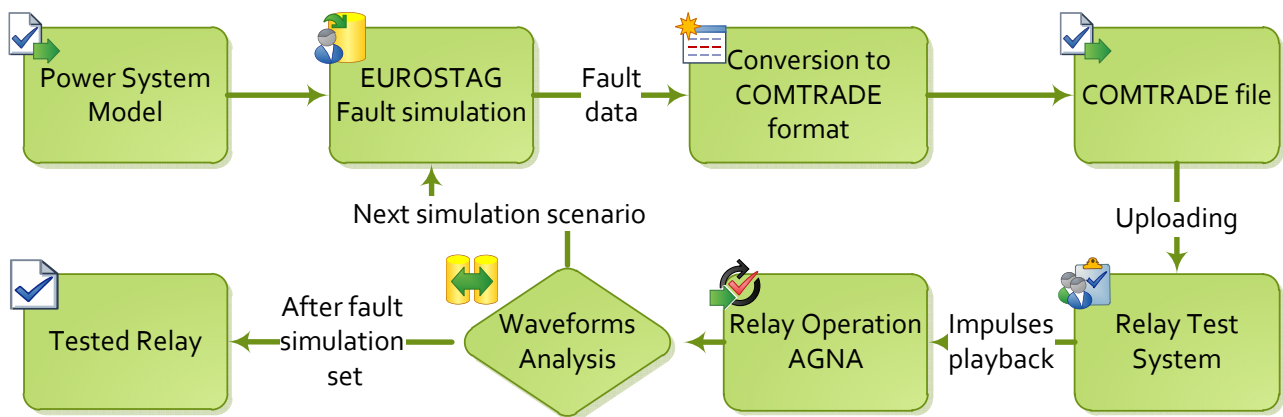 Power System
Model
EUROSTAG
Fault simulation
Fault
data
Conversion to
COMTRADE
format
COMTRADE file
Uploading
Next simulation scenario
Tested Relay
After fault
simulation
set
Waveforms
Analysis
Relay Operation
AGNA
Impulses
playback
Relay Test
System